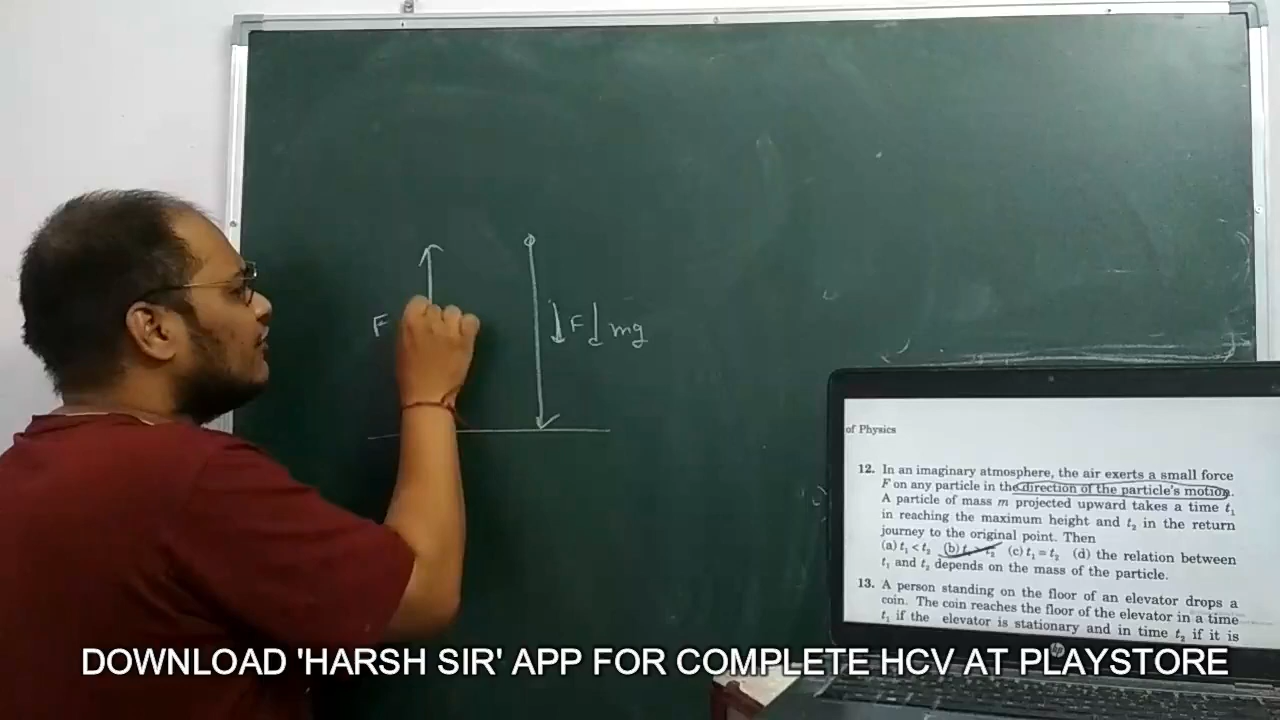 F
F mg
of Physics
12. In an imaginary atmosphere, the air exerts a small force
F on any particle in the direction of the particle's motion.
A particle of mass m projected upward takes a time t₁
in reaching the maximum height and t₂ in the return
journey to the original point. Then
(a) t₁ < t₂ (b) t₁ > t₂ (c) t₁ = t₂ (d) the relation between
t₁ and t₂ depends on the mass of the particle.
13. A person standing on the floor of an elevator drops a
coin. The coin reaches the floor of the elevator in a time
t₁ if the elevator is stationary and in time t₂ if it is
hp
DOWNLOAD 'HARSH SIR' APP FOR COMPLETE HCV AT PLAYSTORE